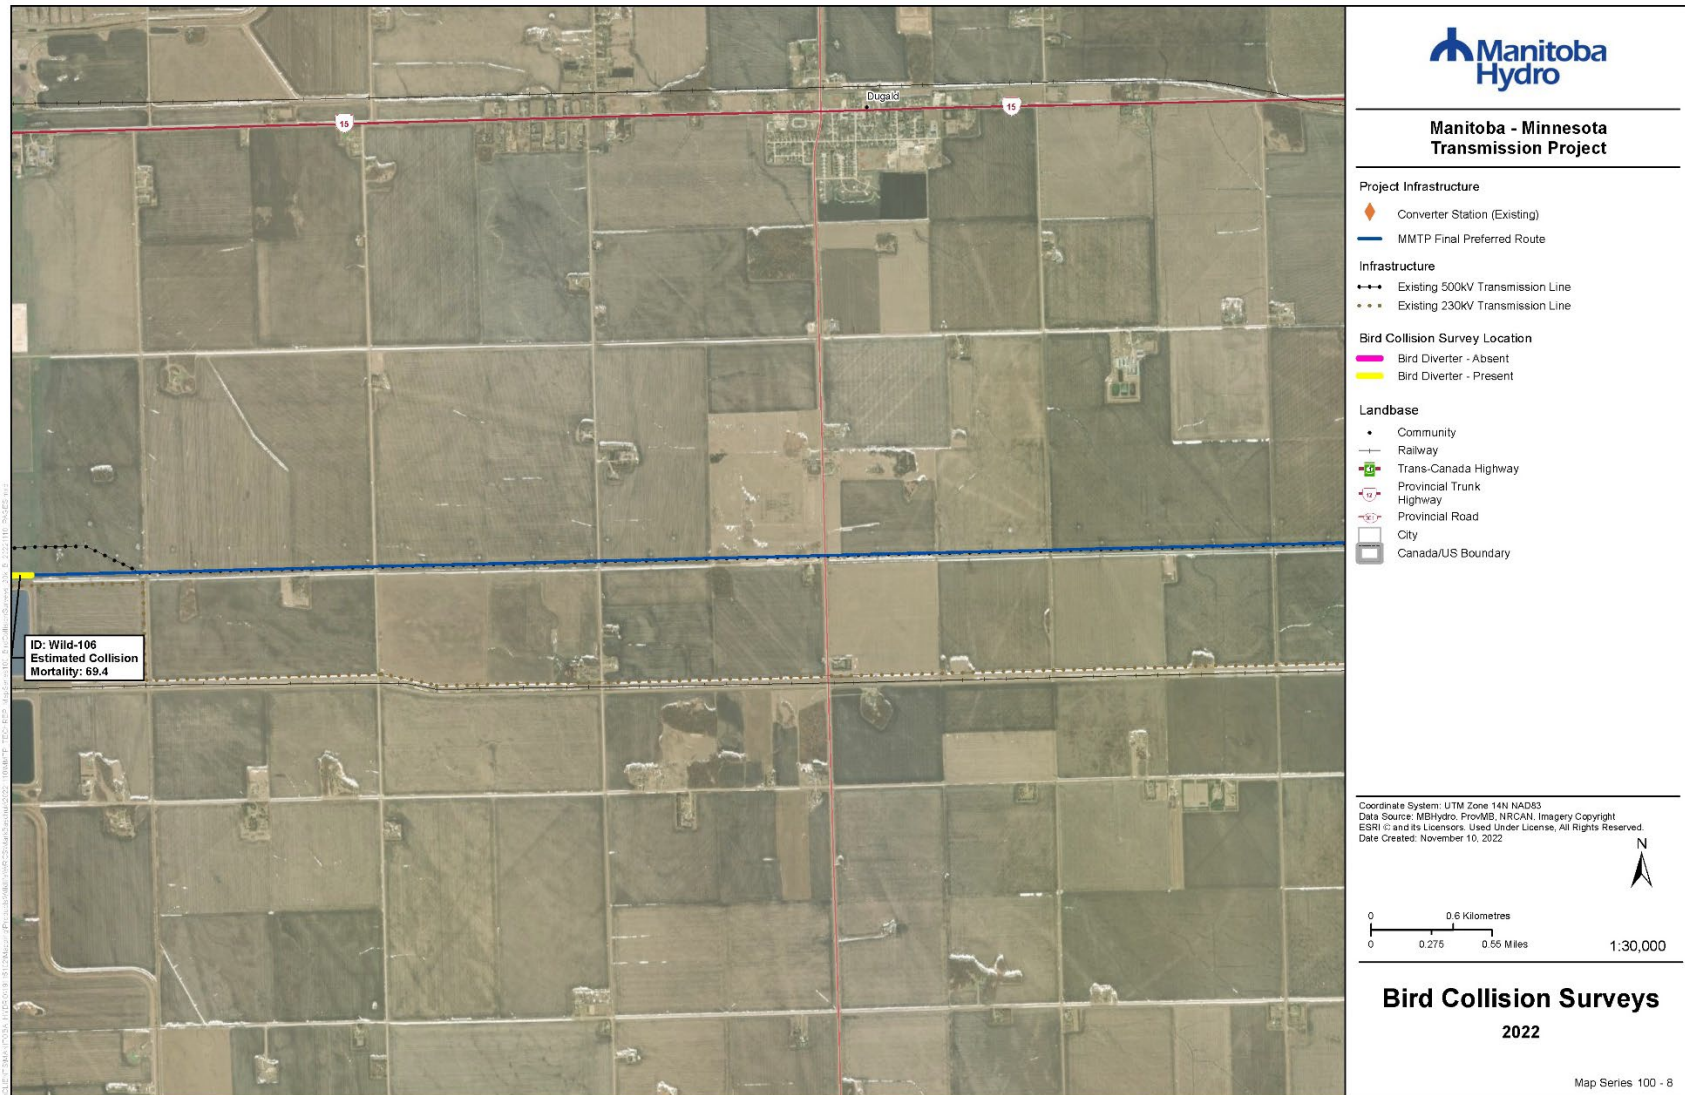 Dugald
15
15
ID: Wild-106
Estimated Collision
Mortality: 69.4
Manitoba
Hydro
Manitoba - Minnesota
Transmission Project
Project Infrastructure
Converter Station (Existing)
MMTP Final Preferred Route
Infrastructure
Existing 500kV Transmission Line
Existing 230kV Transmission Line
Bird Collision Survey Location
Bird Diverter - Absent
Bird Diverter - Present
Landbase
Community
Railway
Trans-Canada Highway
Provincial Trunk
Highway
Provincial Road
City
Canada/US Boundary
Coordinate System: UTM Zone 14N NAD83
Data Source: MBHydro, ProvMB, NRCAN. Imagery Copyright
ESRI © and its Licensors. Used Under License, All Rights Reserved.
Date Created: November 10, 2022
N
0 0.6 Kilometres
0 0.275 0.55 Miles
1:30,000
Bird Collision Surveys
2022
Map Series 100 - 8